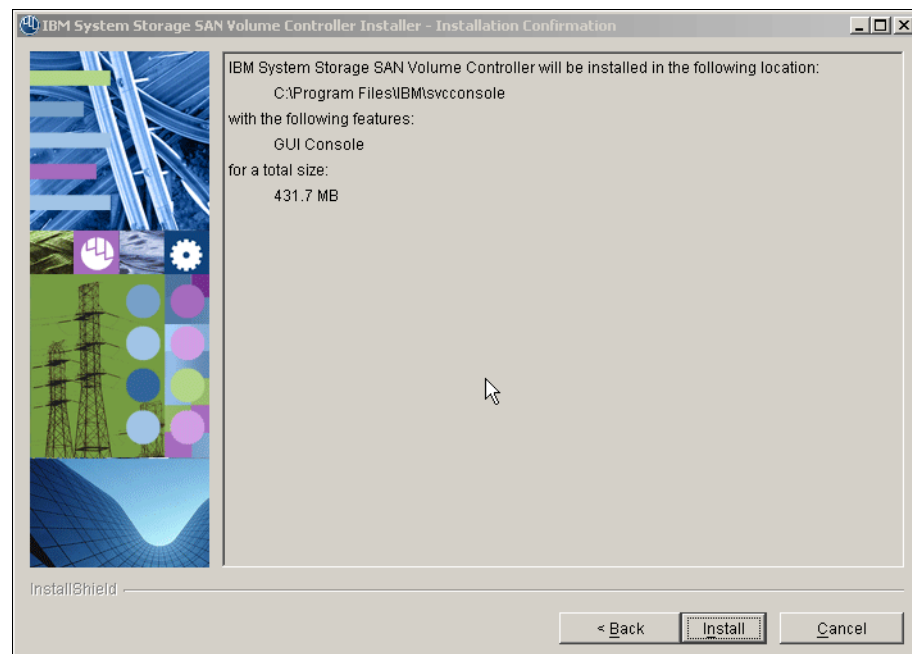 IBM System Storage SAN Volume Controller Installer - Installation Confirmation
IBM System Storage SAN Volume Controller will be installed in the following location:
C:\Program Files\IBM\svcconsole
with the following features:
GUI Console
for a total size:
431.7 MB
InstallShield
< Back
Install
Cancel